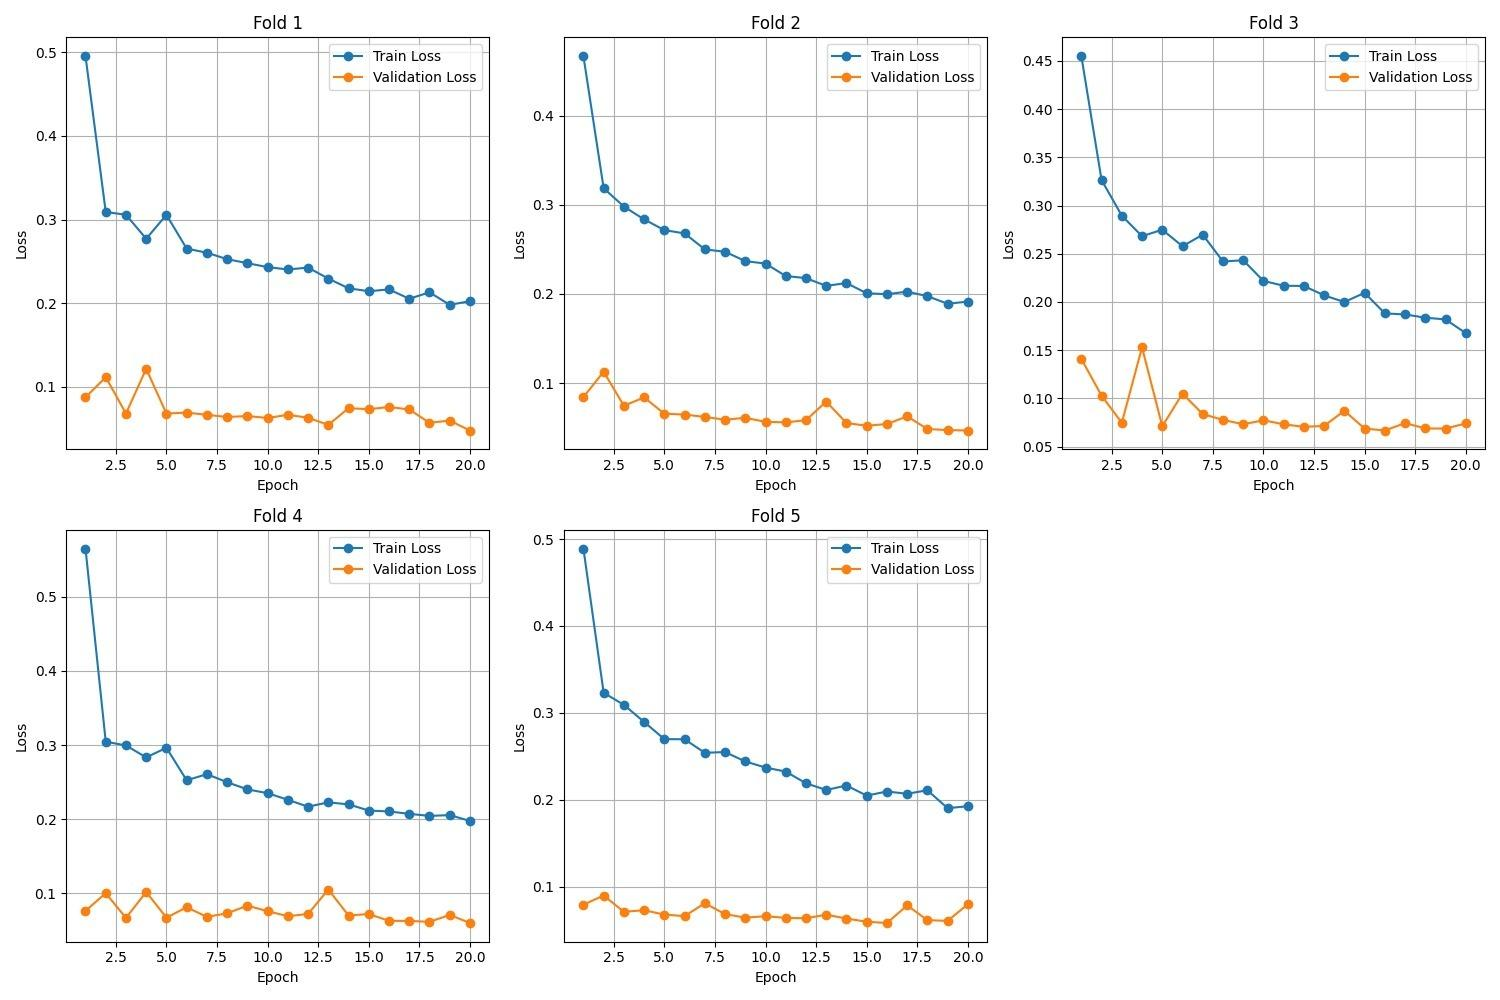 Fold 1
Train Loss
Validation Loss
0.5
0.4
0.3
0.2
0.1
Loss
2.5 5.0 7.5 10.0 12.5 15.0 17.5 20.0
Epoch
Fold 2
Train Loss
Validation Loss
0.4
0.3
0.2
0.1
Loss
2.5 5.0 7.5 10.0 12.5 15.0 17.5 20.0
Epoch
Fold 3
Train Loss
Validation Loss
0.45
0.40
0.35
0.30
0.25
0.20
0.15
0.10
0.05
Loss
2.5 5.0 7.5 10.0 12.5 15.0 17.5 20.0
Epoch
Fold 4
Train Loss
Validation Loss
0.5
0.4
0.3
0.2
0.1
Loss
2.5 5.0 7.5 10.0 12.5 15.0 17.5 20.0
Epoch
Fold 5
Train Loss
Validation Loss
0.5
0.4
0.3
0.2
0.1
Loss
2.5 5.0 7.5 10.0 12.5 15.0 17.5 20.0
Epoch